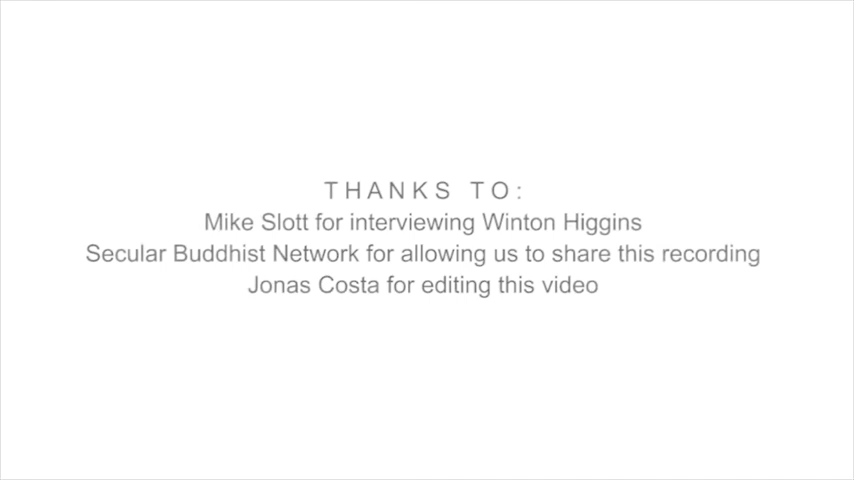 THANKS TO:
Mike Slott for interviewing Winton Higgins
Secular Buddhist Network for allowing us to share this recording
Jonas Costa for editing this video